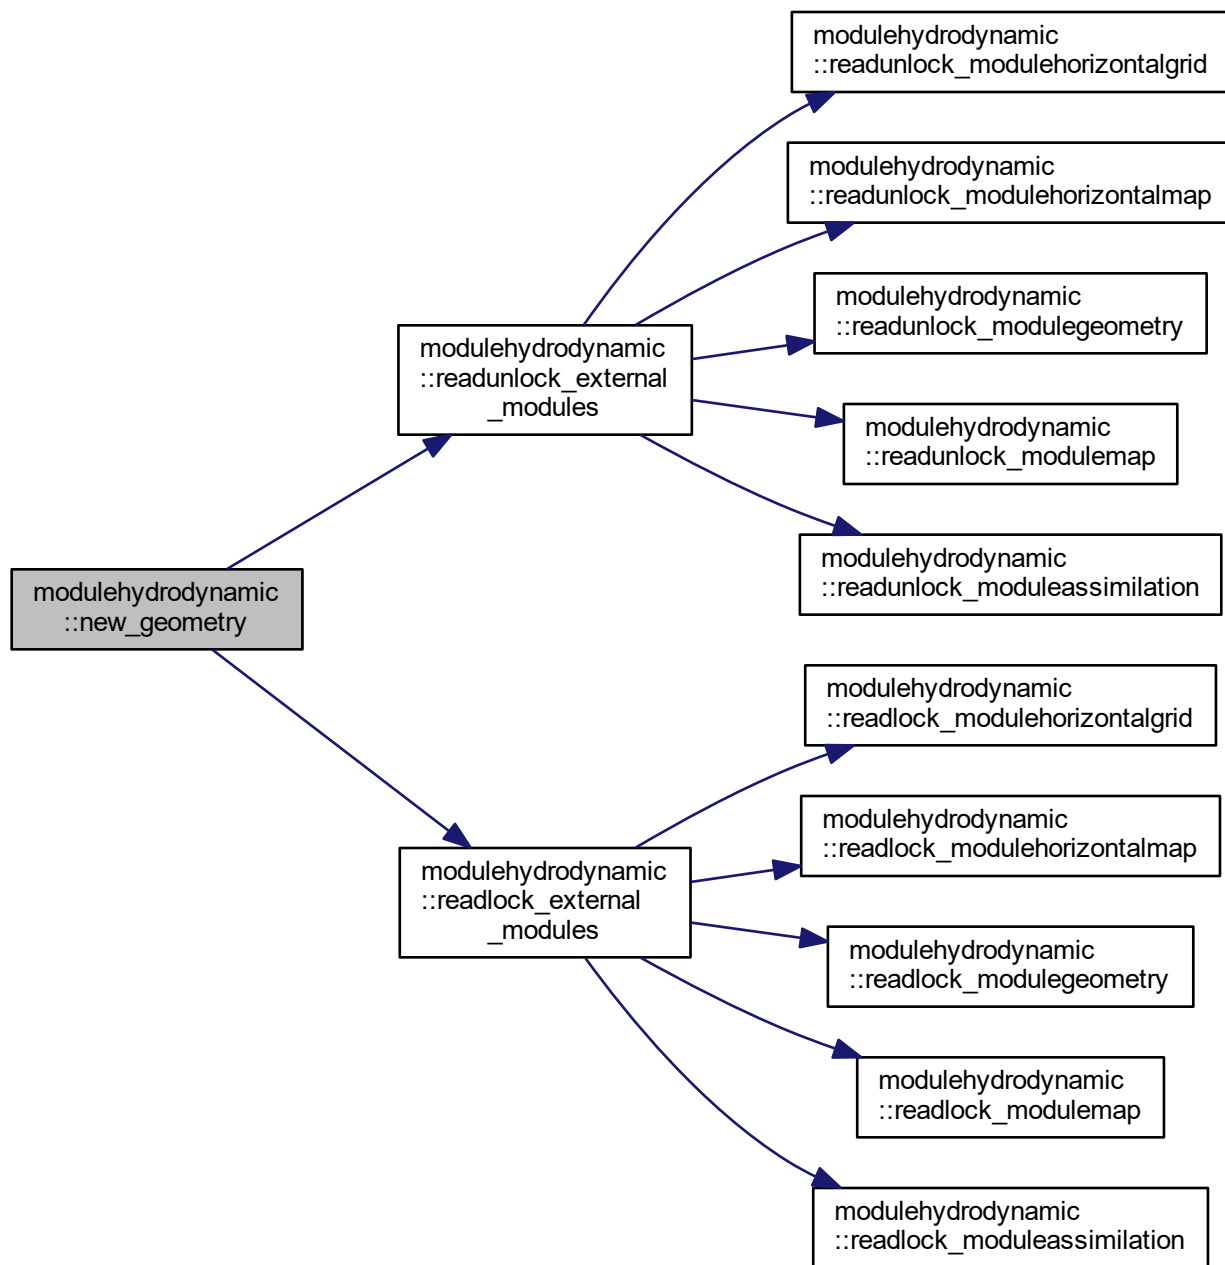 modulehydrodynamic
::readunlock_modulehorizontalgrid
modulehydrodynamic
::readunlock_modulehorizontalmap
modulehydrodynamic
::readunlock_modulegeometry
modulehydrodynamic
::readunlock_external
_modules
modulehydrodynamic
::readunlock_modulemap
modulehydrodynamic
::readunlock_moduleassimilation
modulehydrodynamic
::new_geometry
modulehydrodynamic
::readlock_modulehorizontalgrid
modulehydrodynamic
::readlock_modulehorizontalmap
modulehydrodynamic
::readlock_external
_modules
modulehydrodynamic
::readlock_modulegeometry
modulehydrodynamic
::readlock_modulemap
modulehydrodynamic
::readlock_moduleassimilation